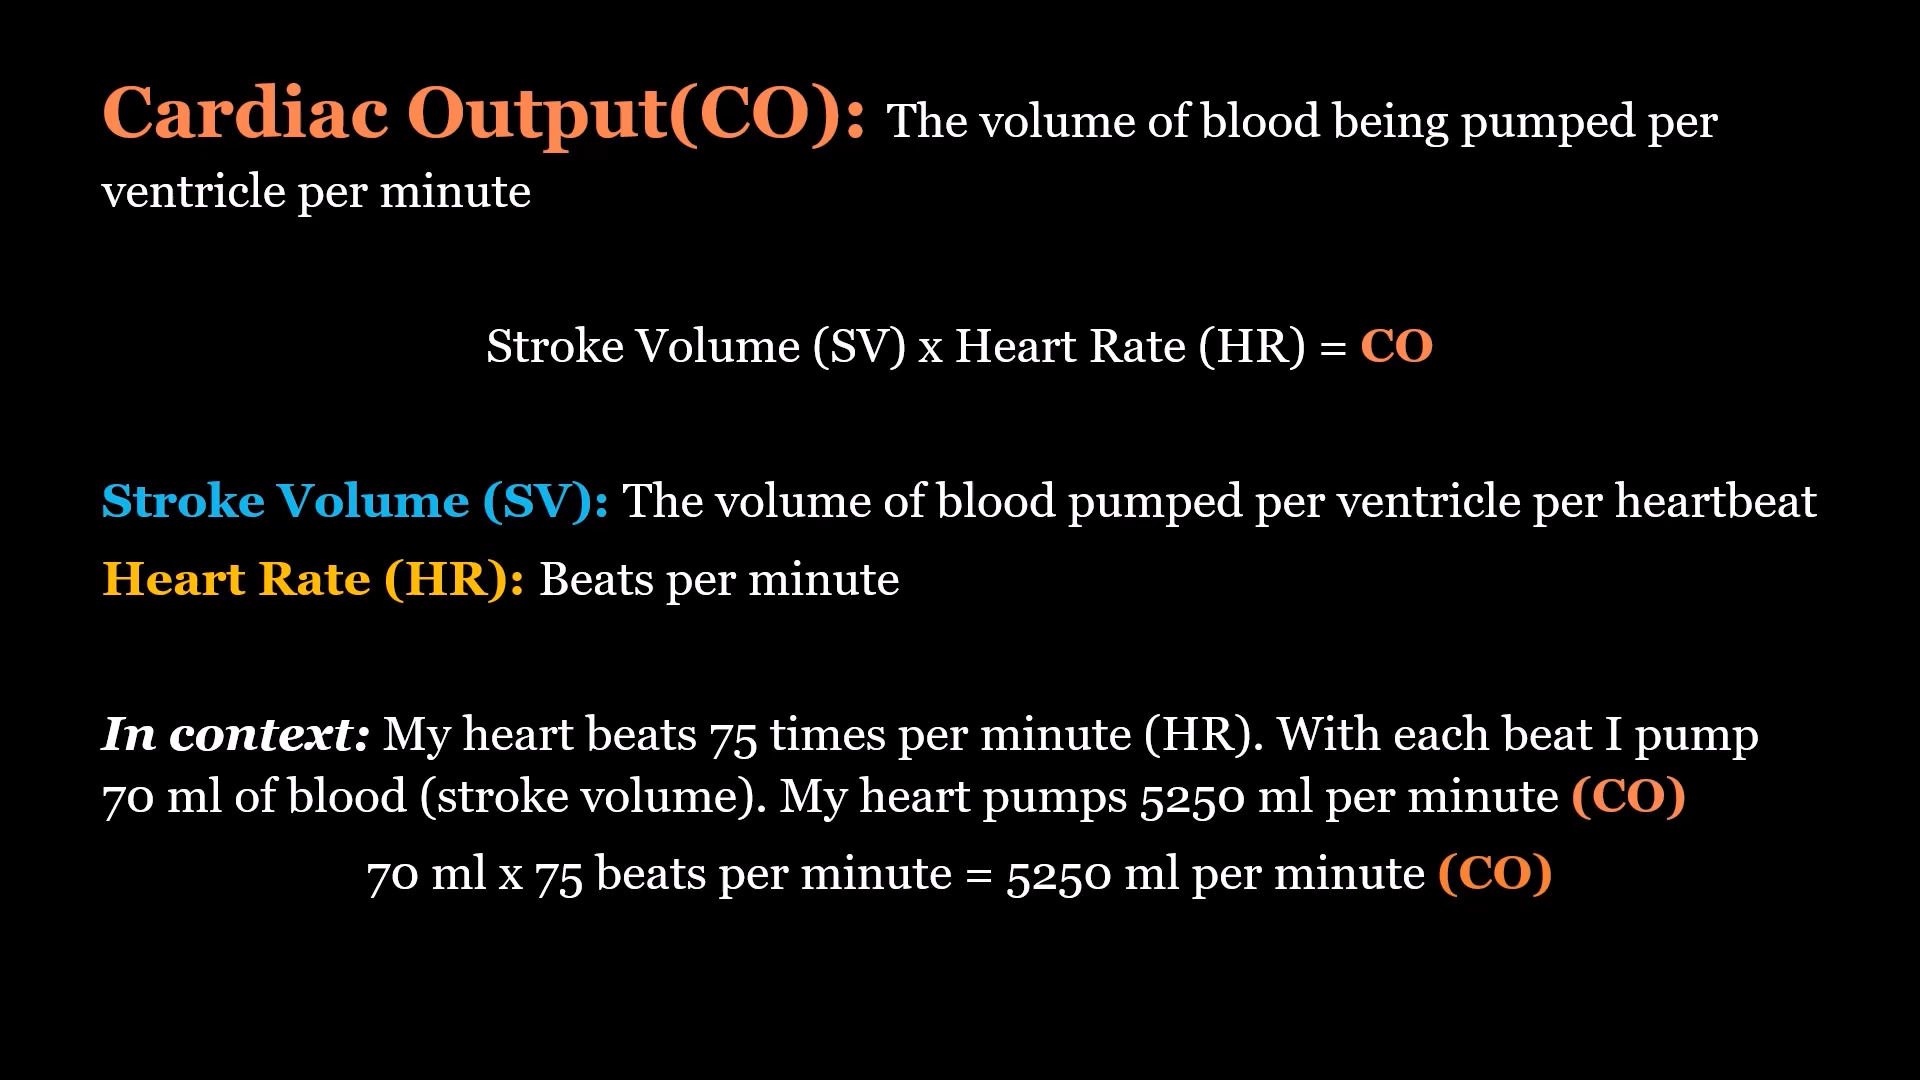 Cardiac Output(CO): The volume of blood being pumped per
ventricle per minute
Stroke Volume (SV) x Heart Rate (HR) = CO
Stroke Volume (SV): The volume of blood pumped per ventricle per heartbeat
Heart Rate (HR): Beats per minute
In context: My heart beats 75 times per minute (HR). With each beat I pump
70 ml of blood (stroke volume). My heart pumps 5250 ml per minute (CO)
70 ml x 75 beats per minute = 5250 ml per minute (CO)